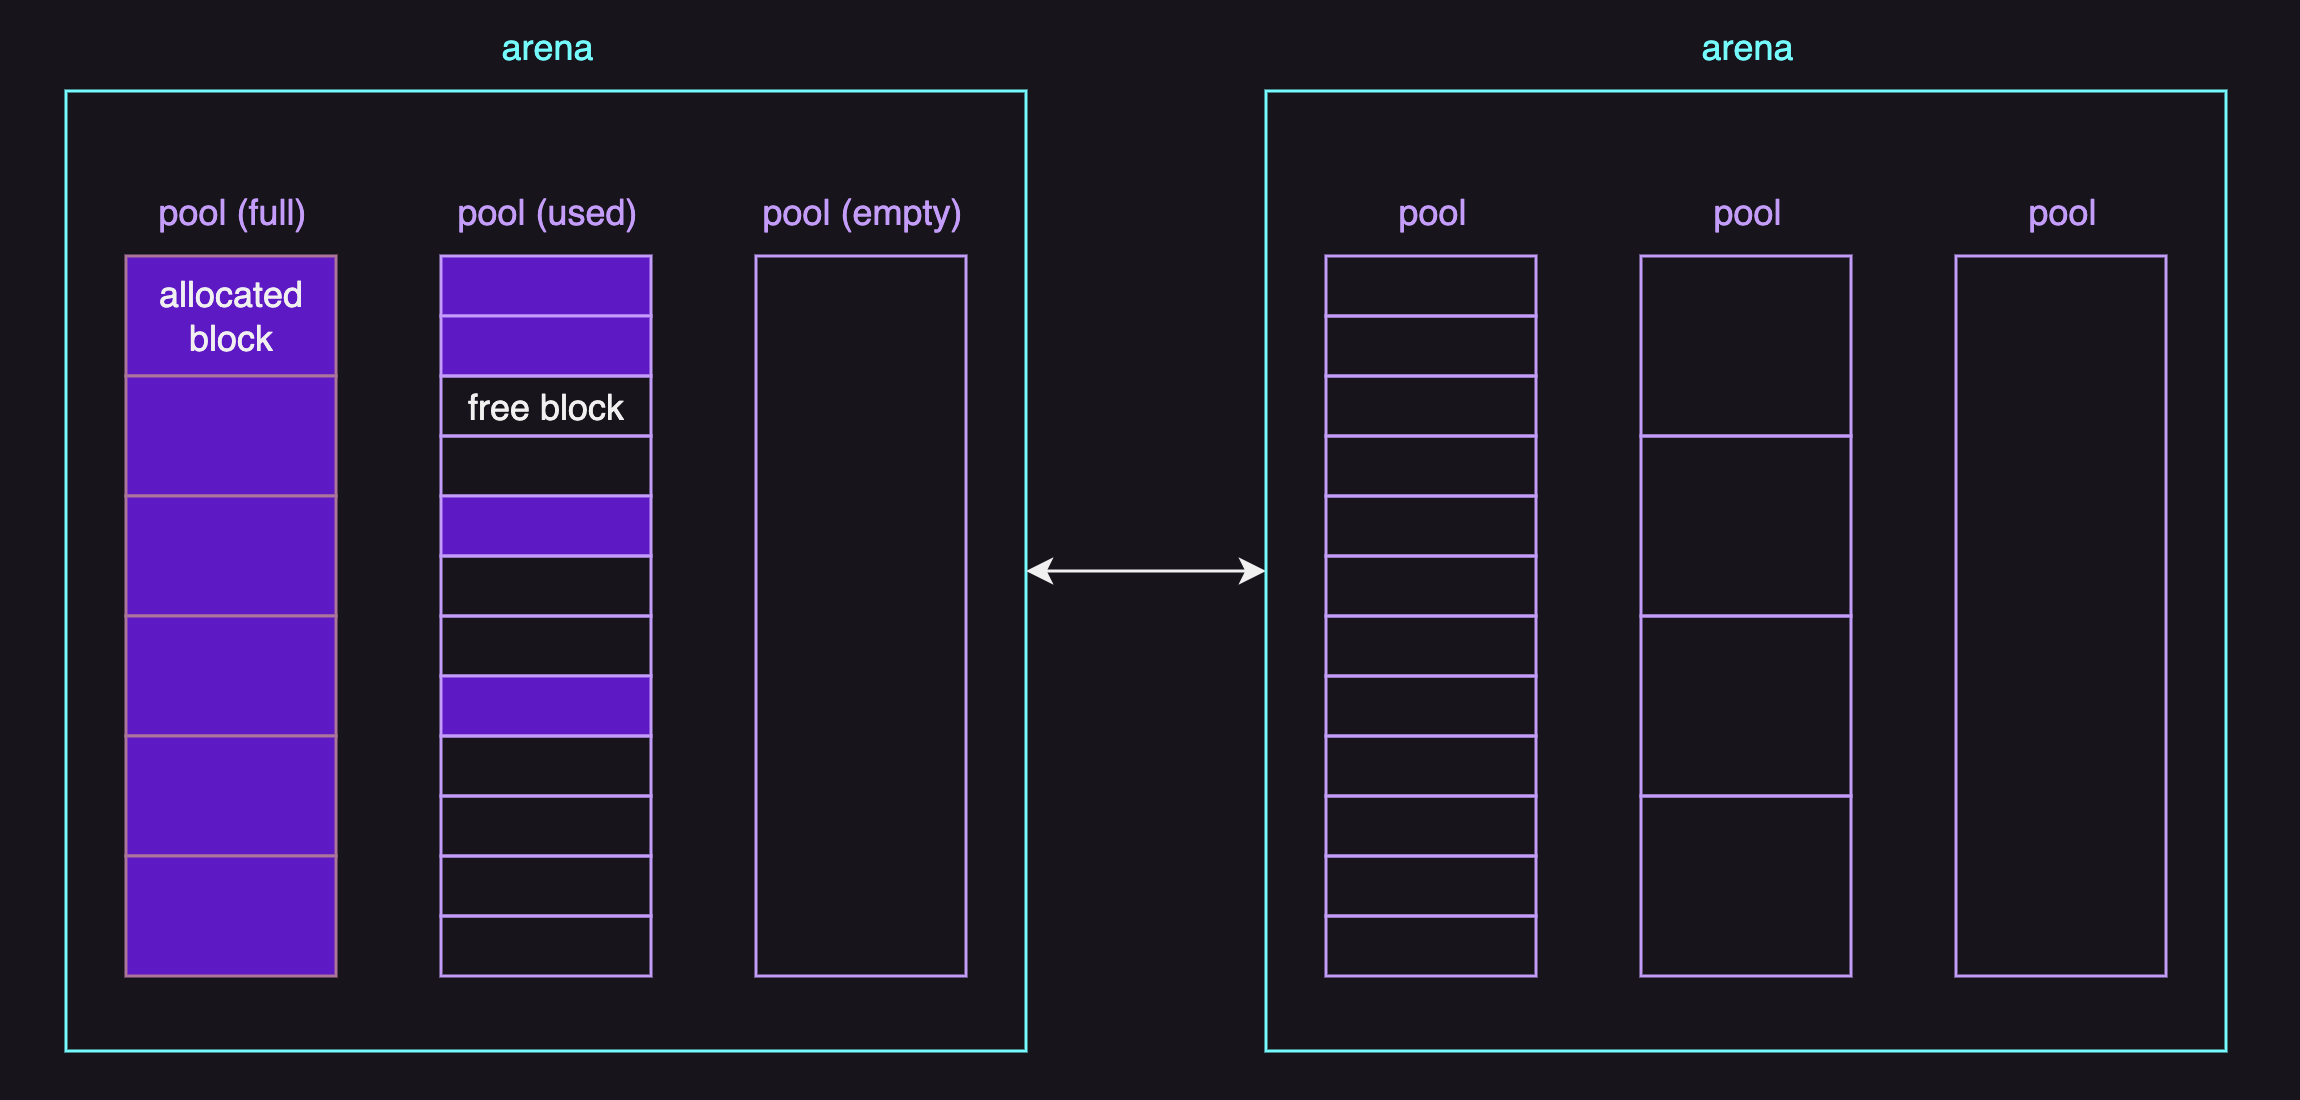 arena
arena
pool (full)
pool (used)
pool (empty)
pool
pool
pool
allocated
block
free block